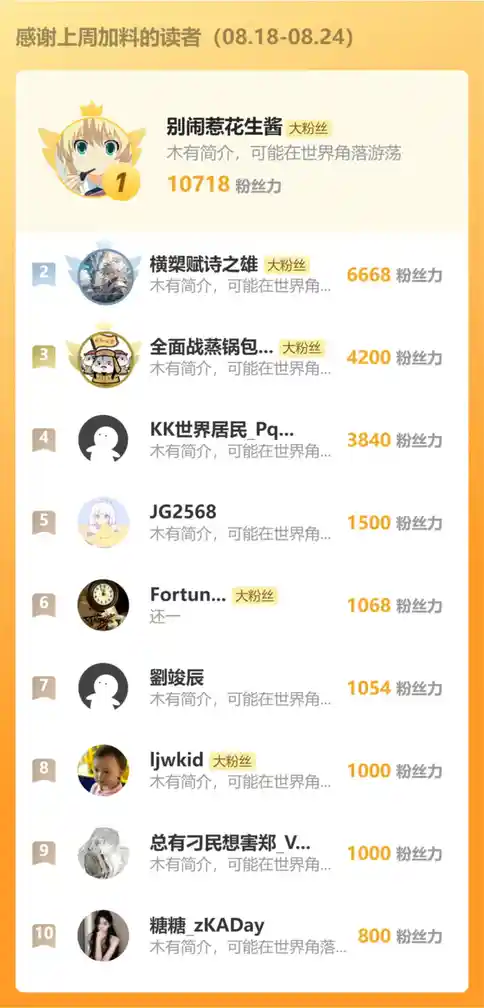 感谢上周加料的读者（08.18-08.24）
别闹惹花生酱 大粉丝
木有简介，可能在世界角落游荡
1
10718 粉丝力
2
横槊赋诗之雄 大粉丝
木有简介，可能在世界角...
6668 粉丝力
3
全面战蒸锅包... 大粉丝
木有简介，可能在世界角...
4200 粉丝力
4
KK世界居民_Pq...
木有简介，可能在世界角...
3840 粉丝力
5
JG2568
木有简介，可能在世界角...
1500 粉丝力
6
Fortun... 大粉丝
还一
1068 粉丝力
7
劉竣辰
木有简介，可能在世界角...
1054 粉丝力
8
ljwkid 大粉丝
木有简介，可能在世界角...
1000 粉丝力
9
总有刁民想害郑_V...
木有简介，可能在世界角...
1000 粉丝力
10
糖糖_zKADay
木有简介，可能在世界角落...
800 粉丝力